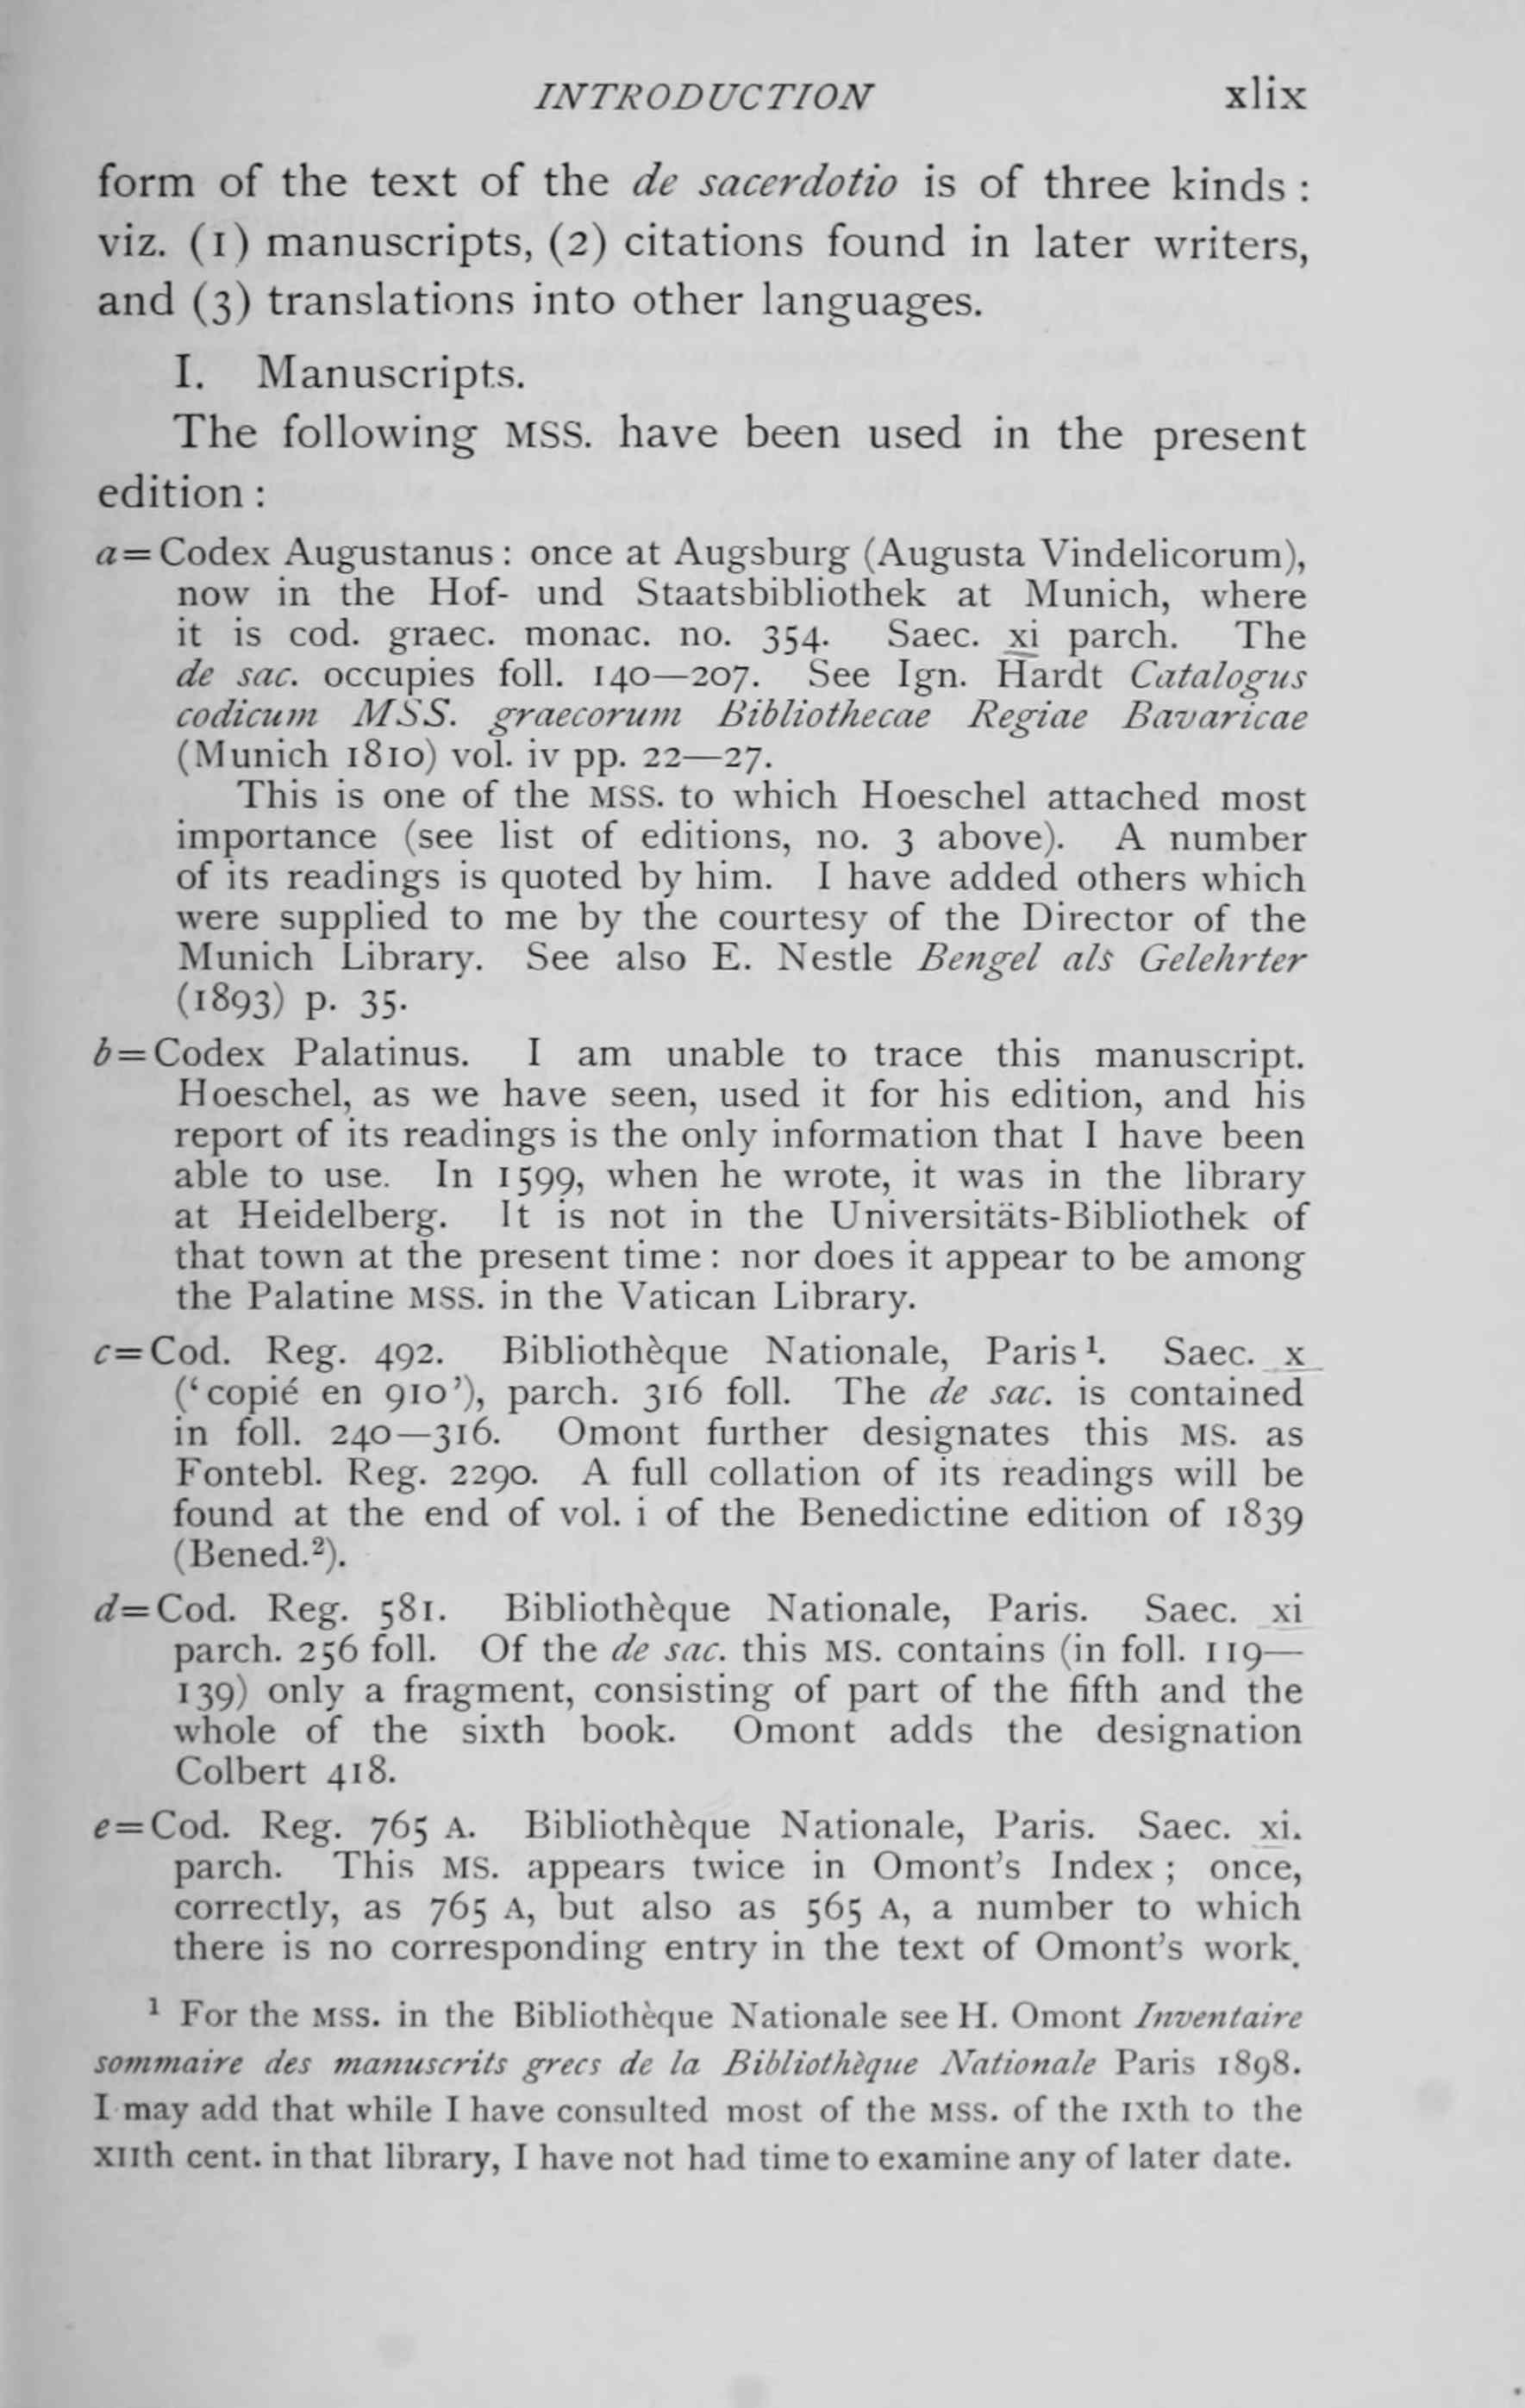 INTRODUCTION xlix
form of the text of the de sacerdotio is of three kinds :
viz. (1) manuscripts, (2) citations found in later writers,
and (3) translations into other languages.
I. Manuscripts.
The following MSS. have been used in the present
edition :
a=Codex Augustanus : once at Augsburg (Augusta Vindelicorum),
now in the Hof- und Staatsbibliothek at Munich, where
it is cod. graec. monac. no. 354. Saec. xi parch. The
de sac. occupies foll. 140—207. See Ign. Hardt Catalogus
codicum MSS. graecorum Bibliothecae Regiae Bavaricae
(Munich 1810) vol. iv pp. 22—27.
This is one of the MSS. to which Hoeschel attached most
importance (see list of editions, no. 3 above). A number
of its readings is quoted by him. I have added others which
were supplied to me by the courtesy of the Director of the
Munich Library. See also E. Nestle Bengel als Gelehrter
(1893) p. 35.
b=Codex Palatinus. I am unable to trace this manuscript.
Hoeschel, as we have seen, used it for his edition, and his
report of its readings is the only information that I have been
able to use. In 1599, when he wrote, it was in the library
at Heidelberg. It is not in the Universitäts-Bibliothek of
that town at the present time : nor does it appear to be among
the Palatine MSS. in the Vatican Library.
c=Cod. Reg. 492. Bibliothèque Nationale, Paris¹. Saec. x
(‘copié en 910’), parch. 316 foll. The de sac. is contained
in foll. 240—316. Omont further designates this MS. as
Fontebl. Reg. 2290. A full collation of its readings will be
found at the end of vol. i of the Benedictine edition of 1839
(Bened.²).
d=Cod. Reg. 581. Bibliothèque Nationale, Paris. Saec. xi
parch. 256 foll. Of the de sac. this MS. contains (in foll. 119—
139) only a fragment, consisting of part of the fifth and the
whole of the sixth book. Omont adds the designation
Colbert 418.
e=Cod. Reg. 765 A. Bibliothèque Nationale, Paris. Saec. xi.
parch. This MS. appears twice in Omont’s Index ; once,
correctly, as 765 A, but also as 565 A, a number to which
there is no corresponding entry in the text of Omont’s work.
¹ For the MSS. in the Bibliothèque Nationale see H. Omont Inventaire
sommaire des manuscrits grecs de la Bibliothèque Nationale Paris 1898.
I may add that while I have consulted most of the MSS. of the IXth to the
XIIth cent. in that library, I have not had time to examine any of later date.